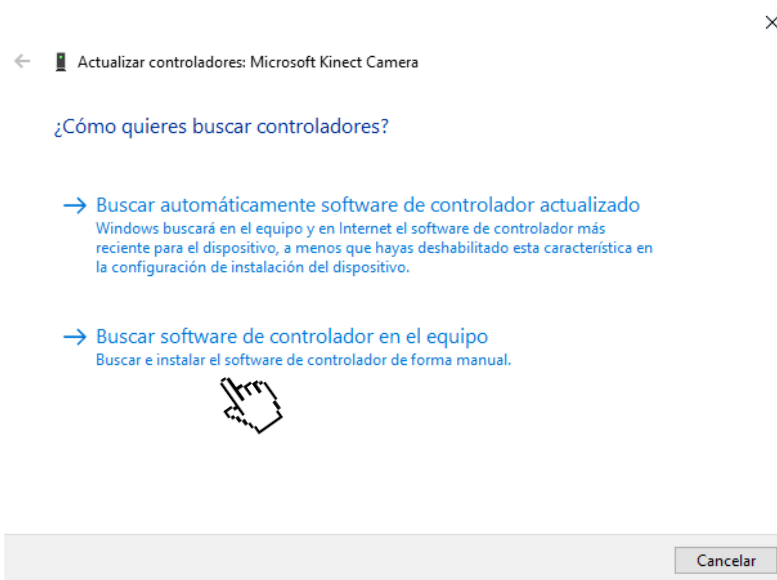 Actualizar controladores: Microsoft Kinect Camera
¿Cómo quieres buscar controladores?
Buscar automáticamente software de controlador actualizado
Windows buscará en el equipo y en Internet el software de controlador más
reciente para el dispositivo, a menos que hayas deshabilitado esta característica en
la configuración de instalación del dispositivo.
Buscar software de controlador en el equipo
Buscar e instalar el software de controlador de forma manual.
Cancelar